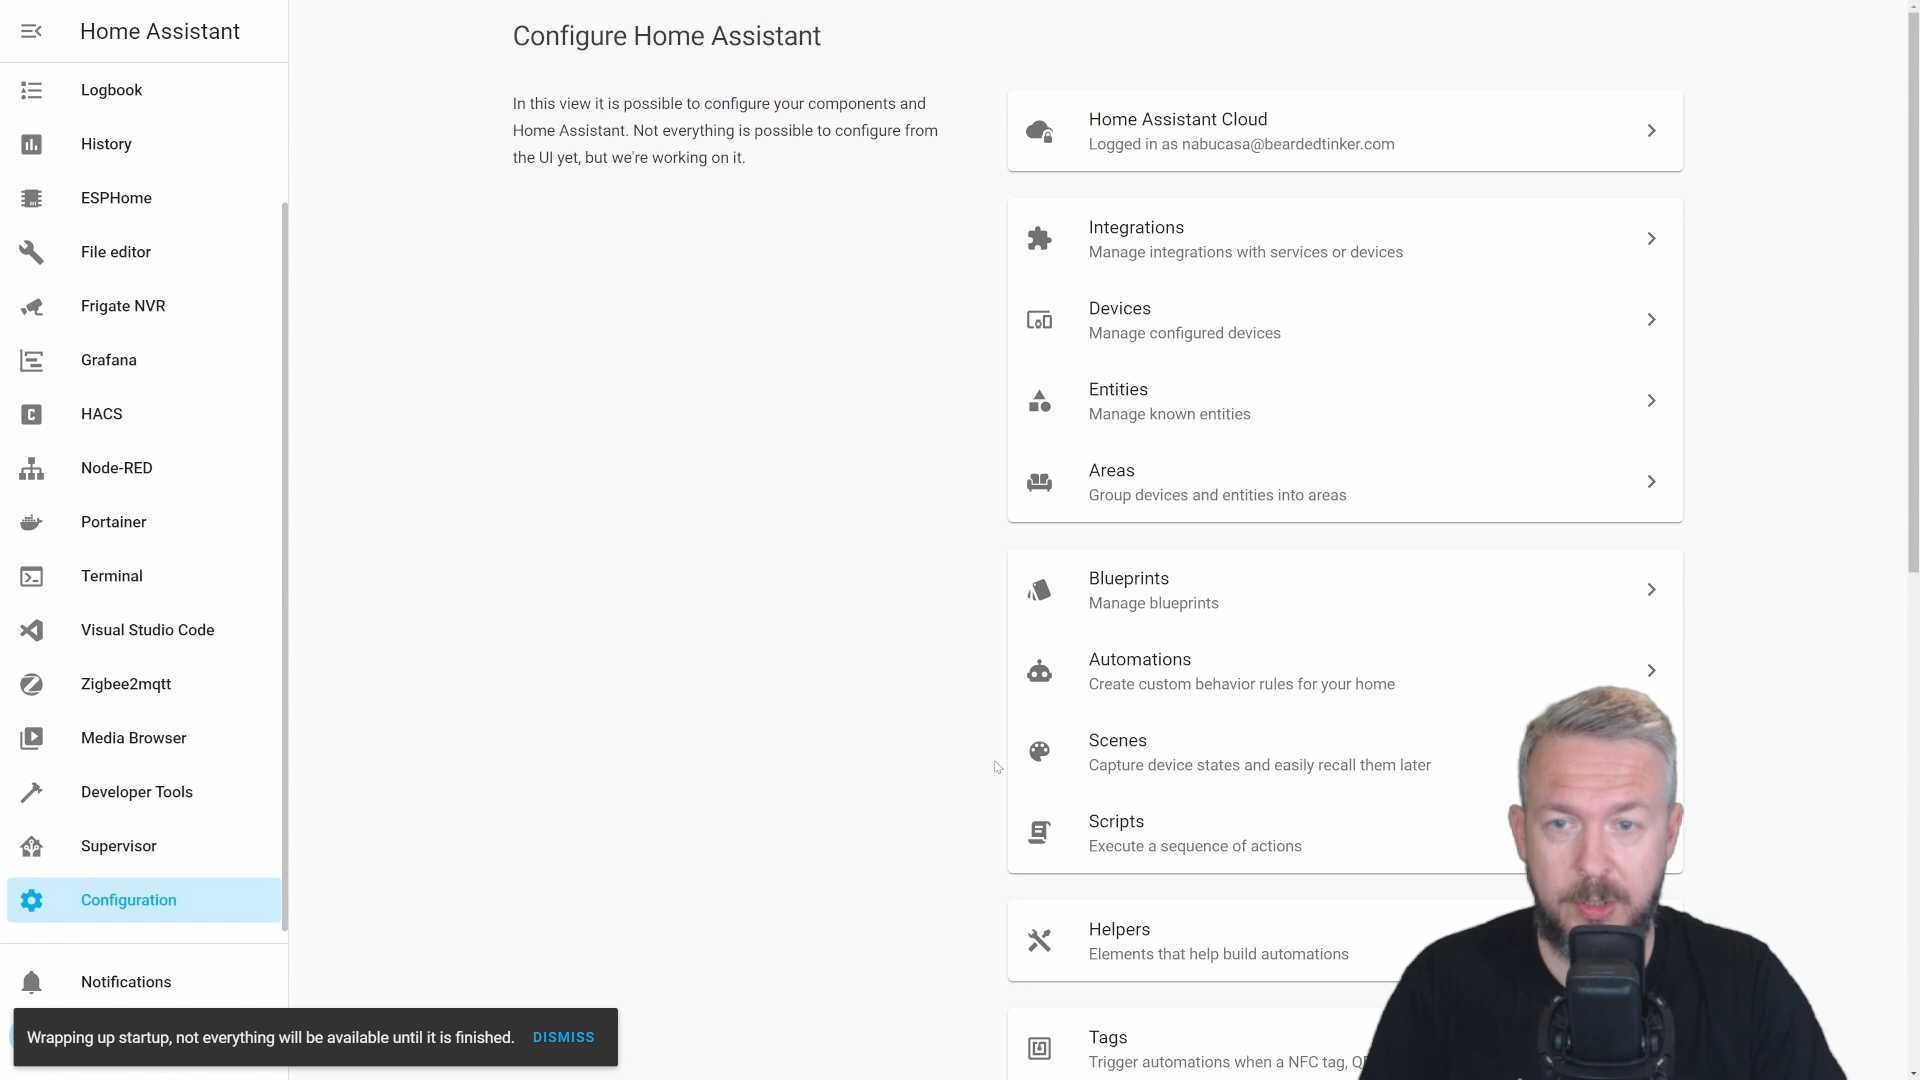 Home Assistant
Logbook
History
ESPHome
File editor
Frigate NVR
Grafana
HACS
Node-RED
Portainer
Terminal
Visual Studio Code
Zigbee2mqtt
Media Browser
Developer Tools
Supervisor
Configuration
Notifications
Wrapping up startup, not everything will be available until it is finished. DISMISS
Configure Home Assistant
In this view it is possible to configure your components and
Home Assistant. Not everything is possible to configure from
the UI yet, but we're working on it.
Home Assistant Cloud
Logged in as nabucasa@beardedtinker.com
Integrations
Manage integrations with services or devices
Devices
Manage configured devices
Entities
Manage known entities
Areas
Group devices and entities into areas
Blueprints
Manage blueprints
Automations
Create custom behavior rules for your home
Scenes
Capture device states and easily recall them later
Scripts
Execute a sequence of actions
Helpers
Elements that help build automations
Tags
Trigger automations when a NFC tag,